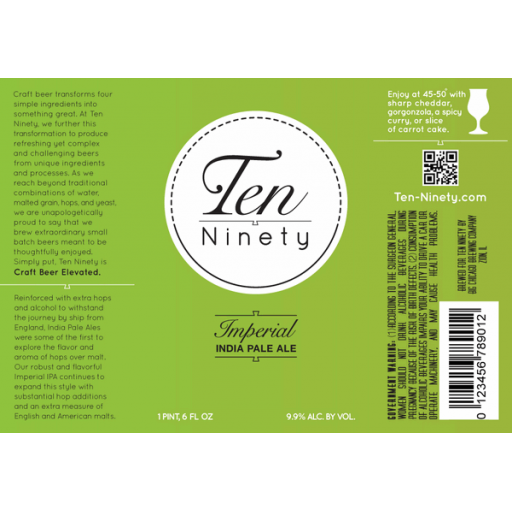 Craft beer transforms four
simple ingredients into
something great. At Ten
Ninety, we further this
transformation to produce
refreshing yet complex
and challenging beers
from unique ingredients
and processes. As we
reach beyond traditional
combinations of water,
malted grain, hops, and yeast,
we are unapologetically
proud to say that we
brew extraordinary small
batch beers meant to be
thoughtfully enjoyed.
Simply put, Ten Ninety is
Craft Beer Elevated.
Reinforced with extra hops
and alcohol to withstand
the journey by ship from
England, India Pale Ales
were some of the first to
explore the flavor and
aroma of hops over malt.
Our robust and flavorful
Imperial IPA continues to
expand this style with
substantial hop additions
and an extra measure of
English and American malts.
Ten
Ninety
Imperial
INDIA PALE ALE
1 PINT, 6 FL OZ
9.9% ALC. BY VOL.
Enjoy at 45-50° with
sharp cheddar,
gorgonzola, a spicy
curry, or slice
of carrot cake.
Ten-Ninety.com
GOVERNMENT WARNING: (1) ACCORDING TO THE SURGEON GENERAL,
WOMEN SHOULD NOT DRINK ALCOHOLIC BEVERAGES DURING
PREGNANCY BECAUSE OF THE RISK OF BIRTH DEFECTS. (2) CONSUMPTION
OF ALCOHOLIC BEVERAGES IMPAIRS YOUR ABILITY TO DRIVE A CAR OR
OPERATE MACHINERY, AND MAY CAUSE HEALTH PROBLEMS.
BREWED FOR TEN NINETY BY
BIG CHICAGO BREWING COMPANY
ZION, IL
0 123456 789012